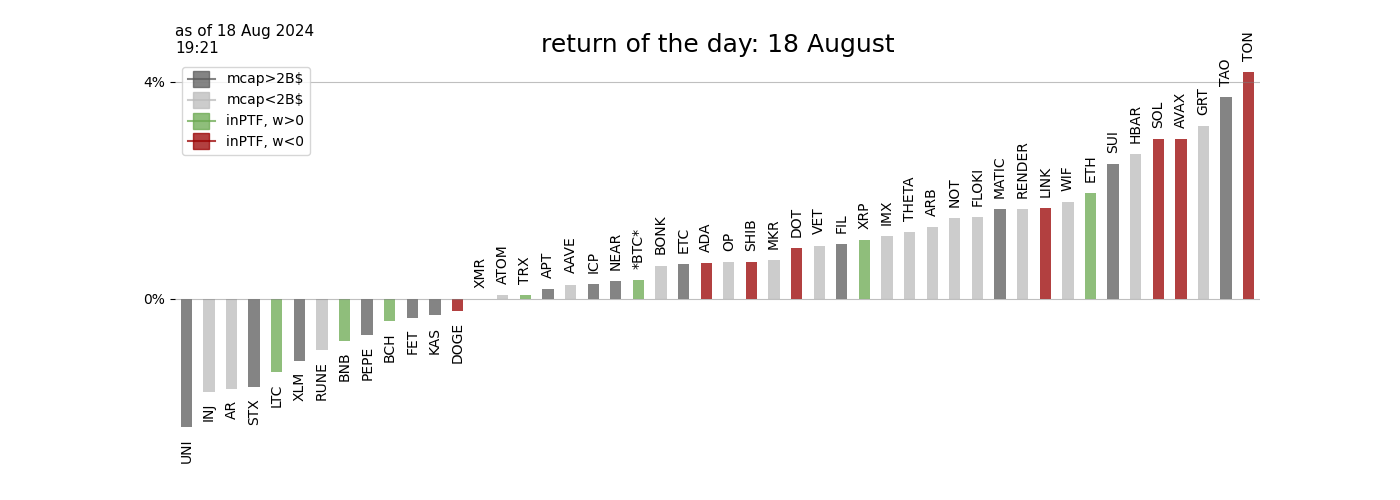 as of 18 Aug 2024
19:21
return of the day: 18 August
mcap>2B$
mcap<2B$
inPTF, w>0
inPTF, w<0
4%
0%
UNI
INJ
AR
STX
LTC
XLM
RUNE
BNB
PEPE
BCH
FET
KAS
DOGE
XMR
ATOM
TRX
APT
AAVE
ICP
NEAR
*BTC*
BONK
ETC
ADA
OP
SHIB
MKR
DOT
VET
FIL
XRP
IMX
THETA
ARB
NOT
FLOKI
MATIC
RENDER
LINK
WIF
ETH
SUI
HBAR
SOL
AVAX
GRT
TAO
TON